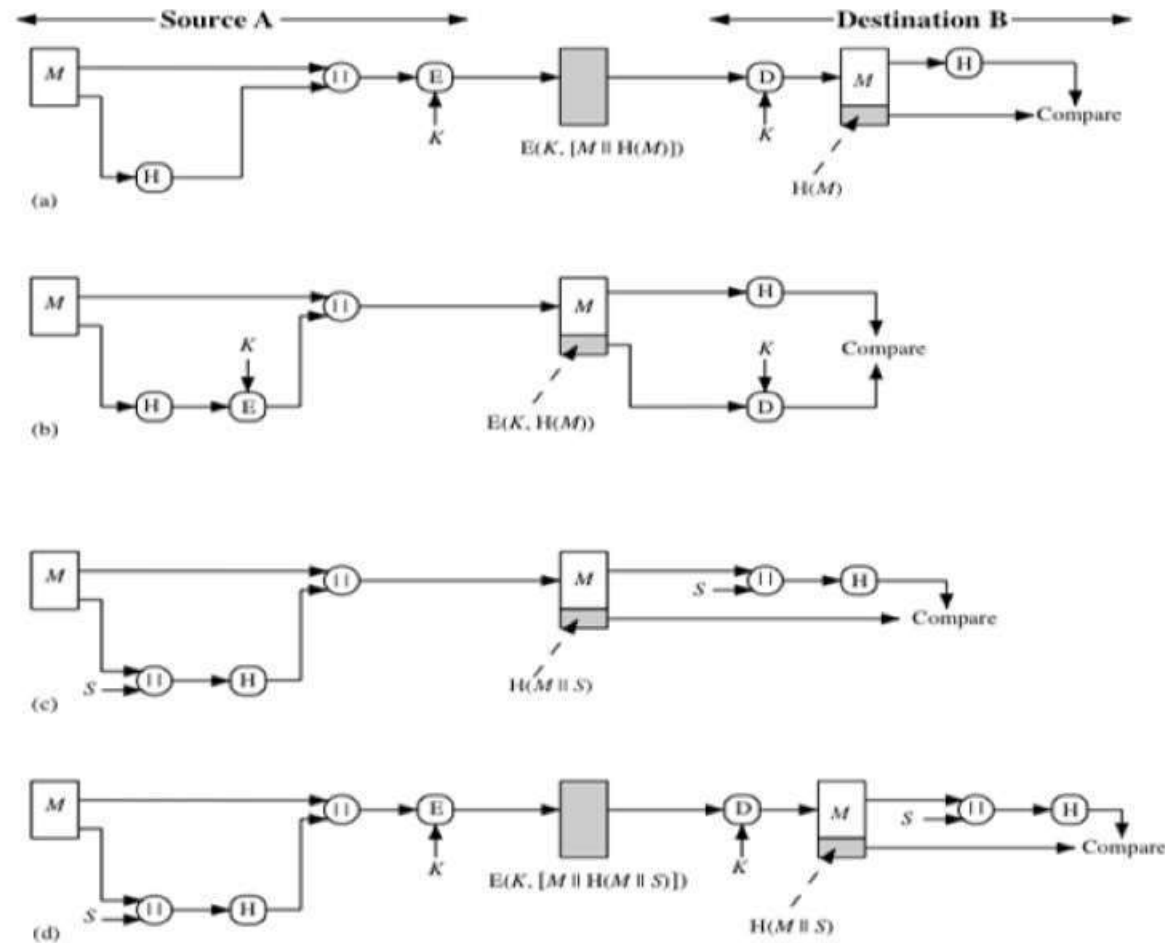 Source A
Destination B
M
||
E
K
E(K, [M || H(M)])
D
K
M
H
Compare
H(M)
H
(a)
M
||
M
H
K
K
Compare
H
E
D
E(K, H(M))
(b)
M
||
M
S
||
H
Compare
S
||
H
H(M || S)
(c)
M
||
E
K
E(K, [M || H(M || S)])
D
K
M
S
||
H
Compare
S
||
H
H(M || S)
(d)